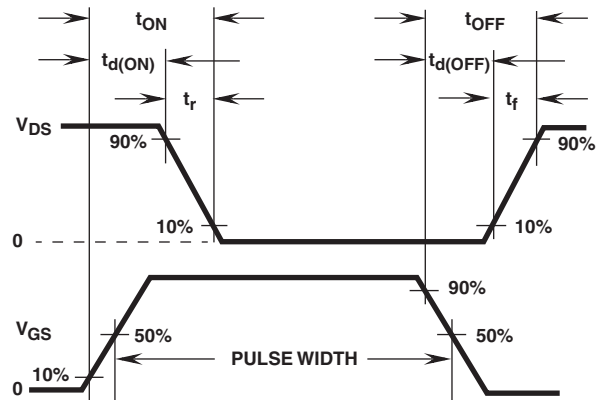 tON tOFF
td(ON) td(OFF)
tr tf
VDS
90% 90%
10% 10%
0
90%
VGS 50% 50%
PULSE WIDTH
10%
0